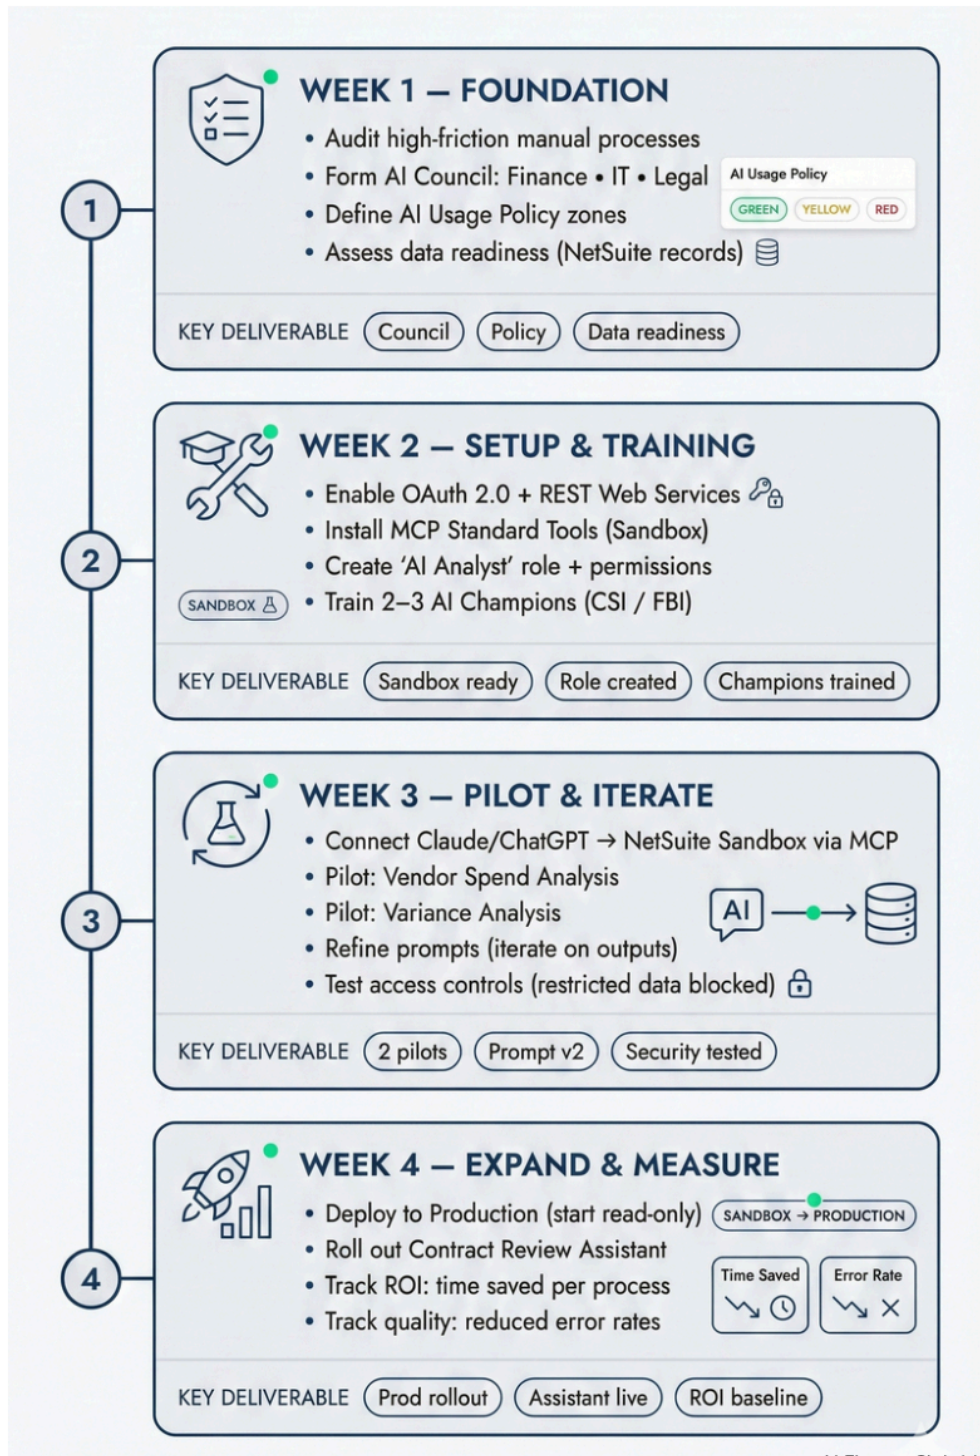 WEEK 1 — FOUNDATION
• Audit high-friction manual processes
• Form AI Council: Finance • IT • Legal
• Define AI Usage Policy zones
• Assess data readiness (NetSuite records)
AI Usage Policy
GREEN YELLOW RED
1
KEY DELIVERABLE Council Policy Data readiness
WEEK 2 — SETUP & TRAINING
• Enable OAuth 2.0 + REST Web Services
• Install MCP Standard Tools (Sandbox)
• Create ‘AI Analyst’ role + permissions
• Train 2–3 AI Champions (CSI / FBI)
2
SANDBOX
KEY DELIVERABLE Sandbox ready Role created Champions trained
WEEK 3 — PILOT & ITERATE
• Connect Claude/ChatGPT → NetSuite Sandbox via MCP
• Pilot: Vendor Spend Analysis
• Pilot: Variance Analysis
• Refine prompts (iterate on outputs)
• Test access controls (restricted data blocked)
AI
3
KEY DELIVERABLE 2 pilots Prompt v2 Security tested
WEEK 4 — EXPAND & MEASURE
• Deploy to Production (start read-only)
SANDBOX → PRODUCTION
• Roll out Contract Review Assistant
• Track ROI: time saved per process
• Track quality: reduced error rates
Time Saved
Error Rate
4
KEY DELIVERABLE Prod rollout Assistant live ROI baseline